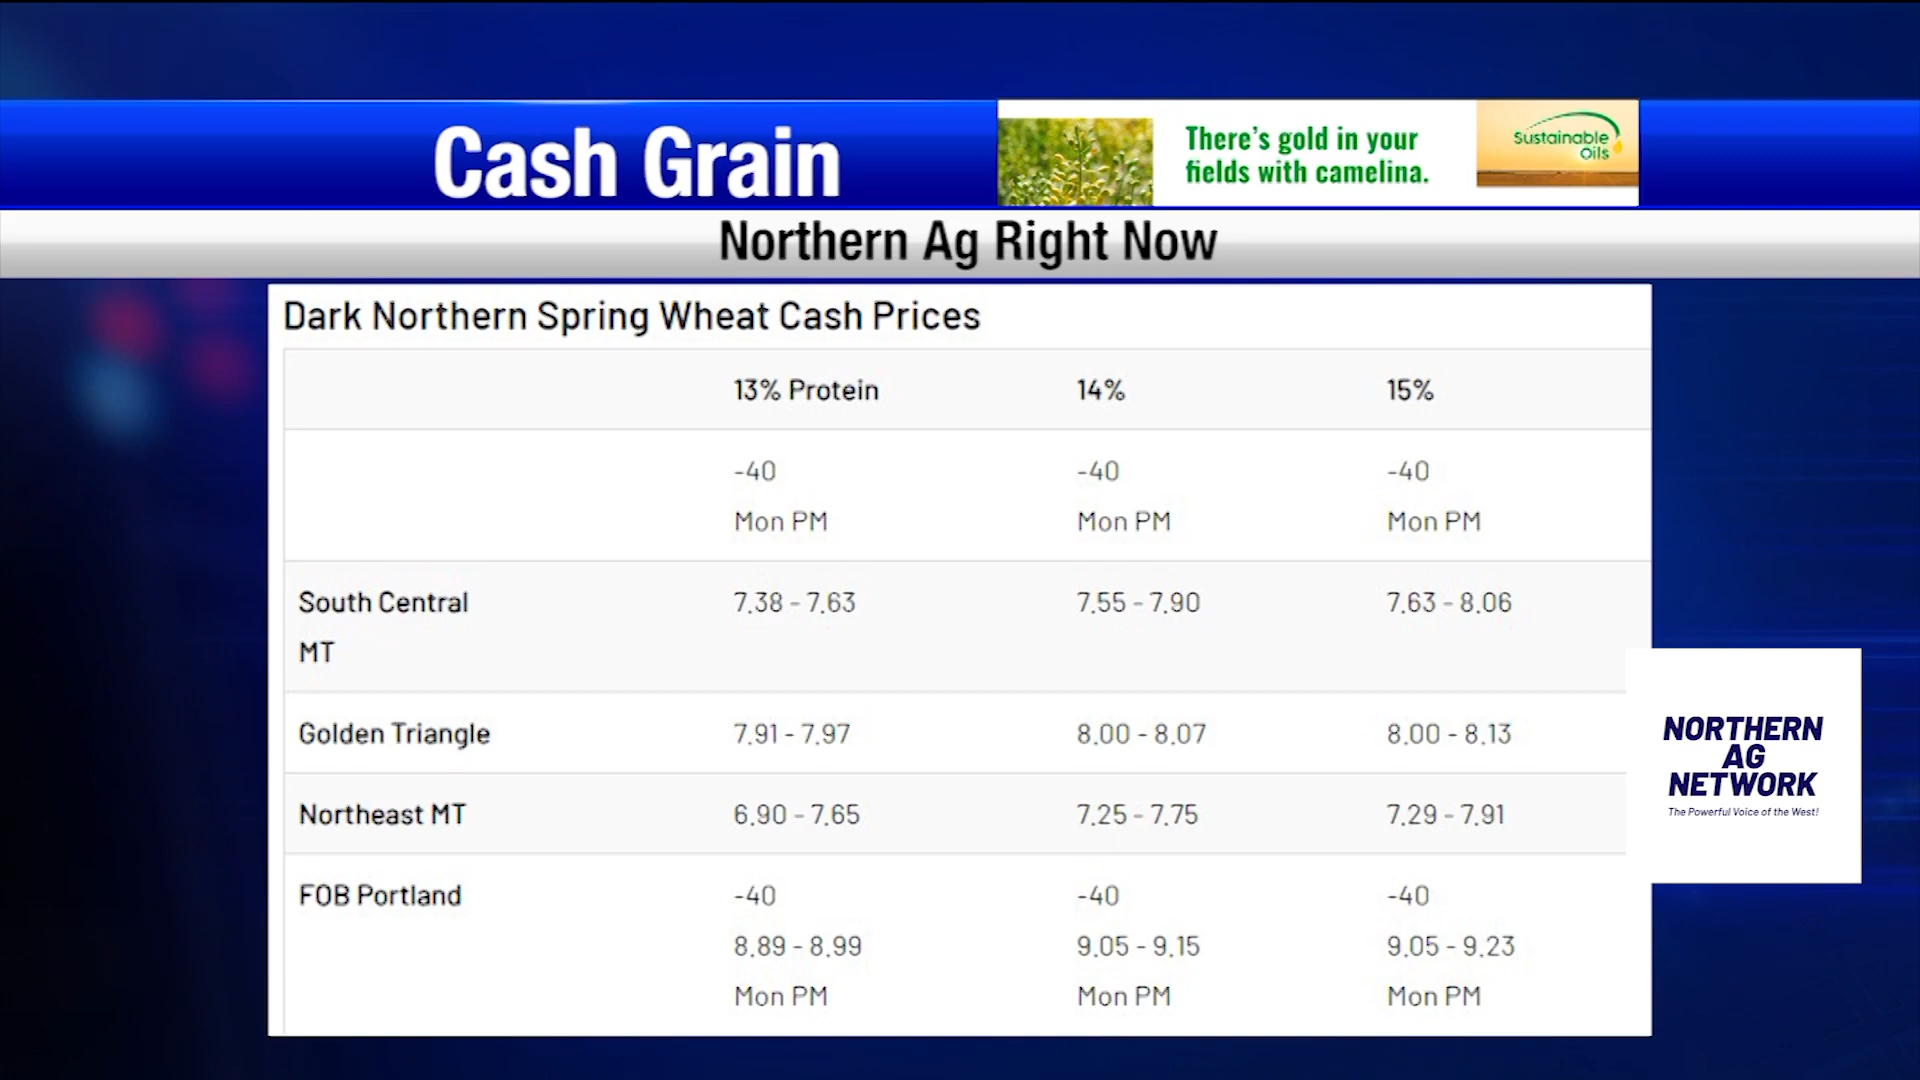 Cash Grain
There's gold in your
fields with camelina.
Sustainable
Oils
Northern Ag Right Now
Dark Northern Spring Wheat Cash Prices
13% Protein 14% 15%
-40 -40 -40
Mon PM Mon PM Mon PM
South Central 7.38 - 7.63 7.55 - 7.90 7.63 - 8.06
MT
Golden Triangle 7.91 - 7.97 8.00 - 8.07 8.00 - 8.13
Northeast MT 6.90 - 7.65 7.25 - 7.75 7.29 - 7.91
FOB Portland -40 -40 -40
8.89 - 8.99 9.05 - 9.15 9.05 - 9.23
Mon PM Mon PM Mon PM
NORTHERN
AG
NETWORK
The Powerful Voice of the West!